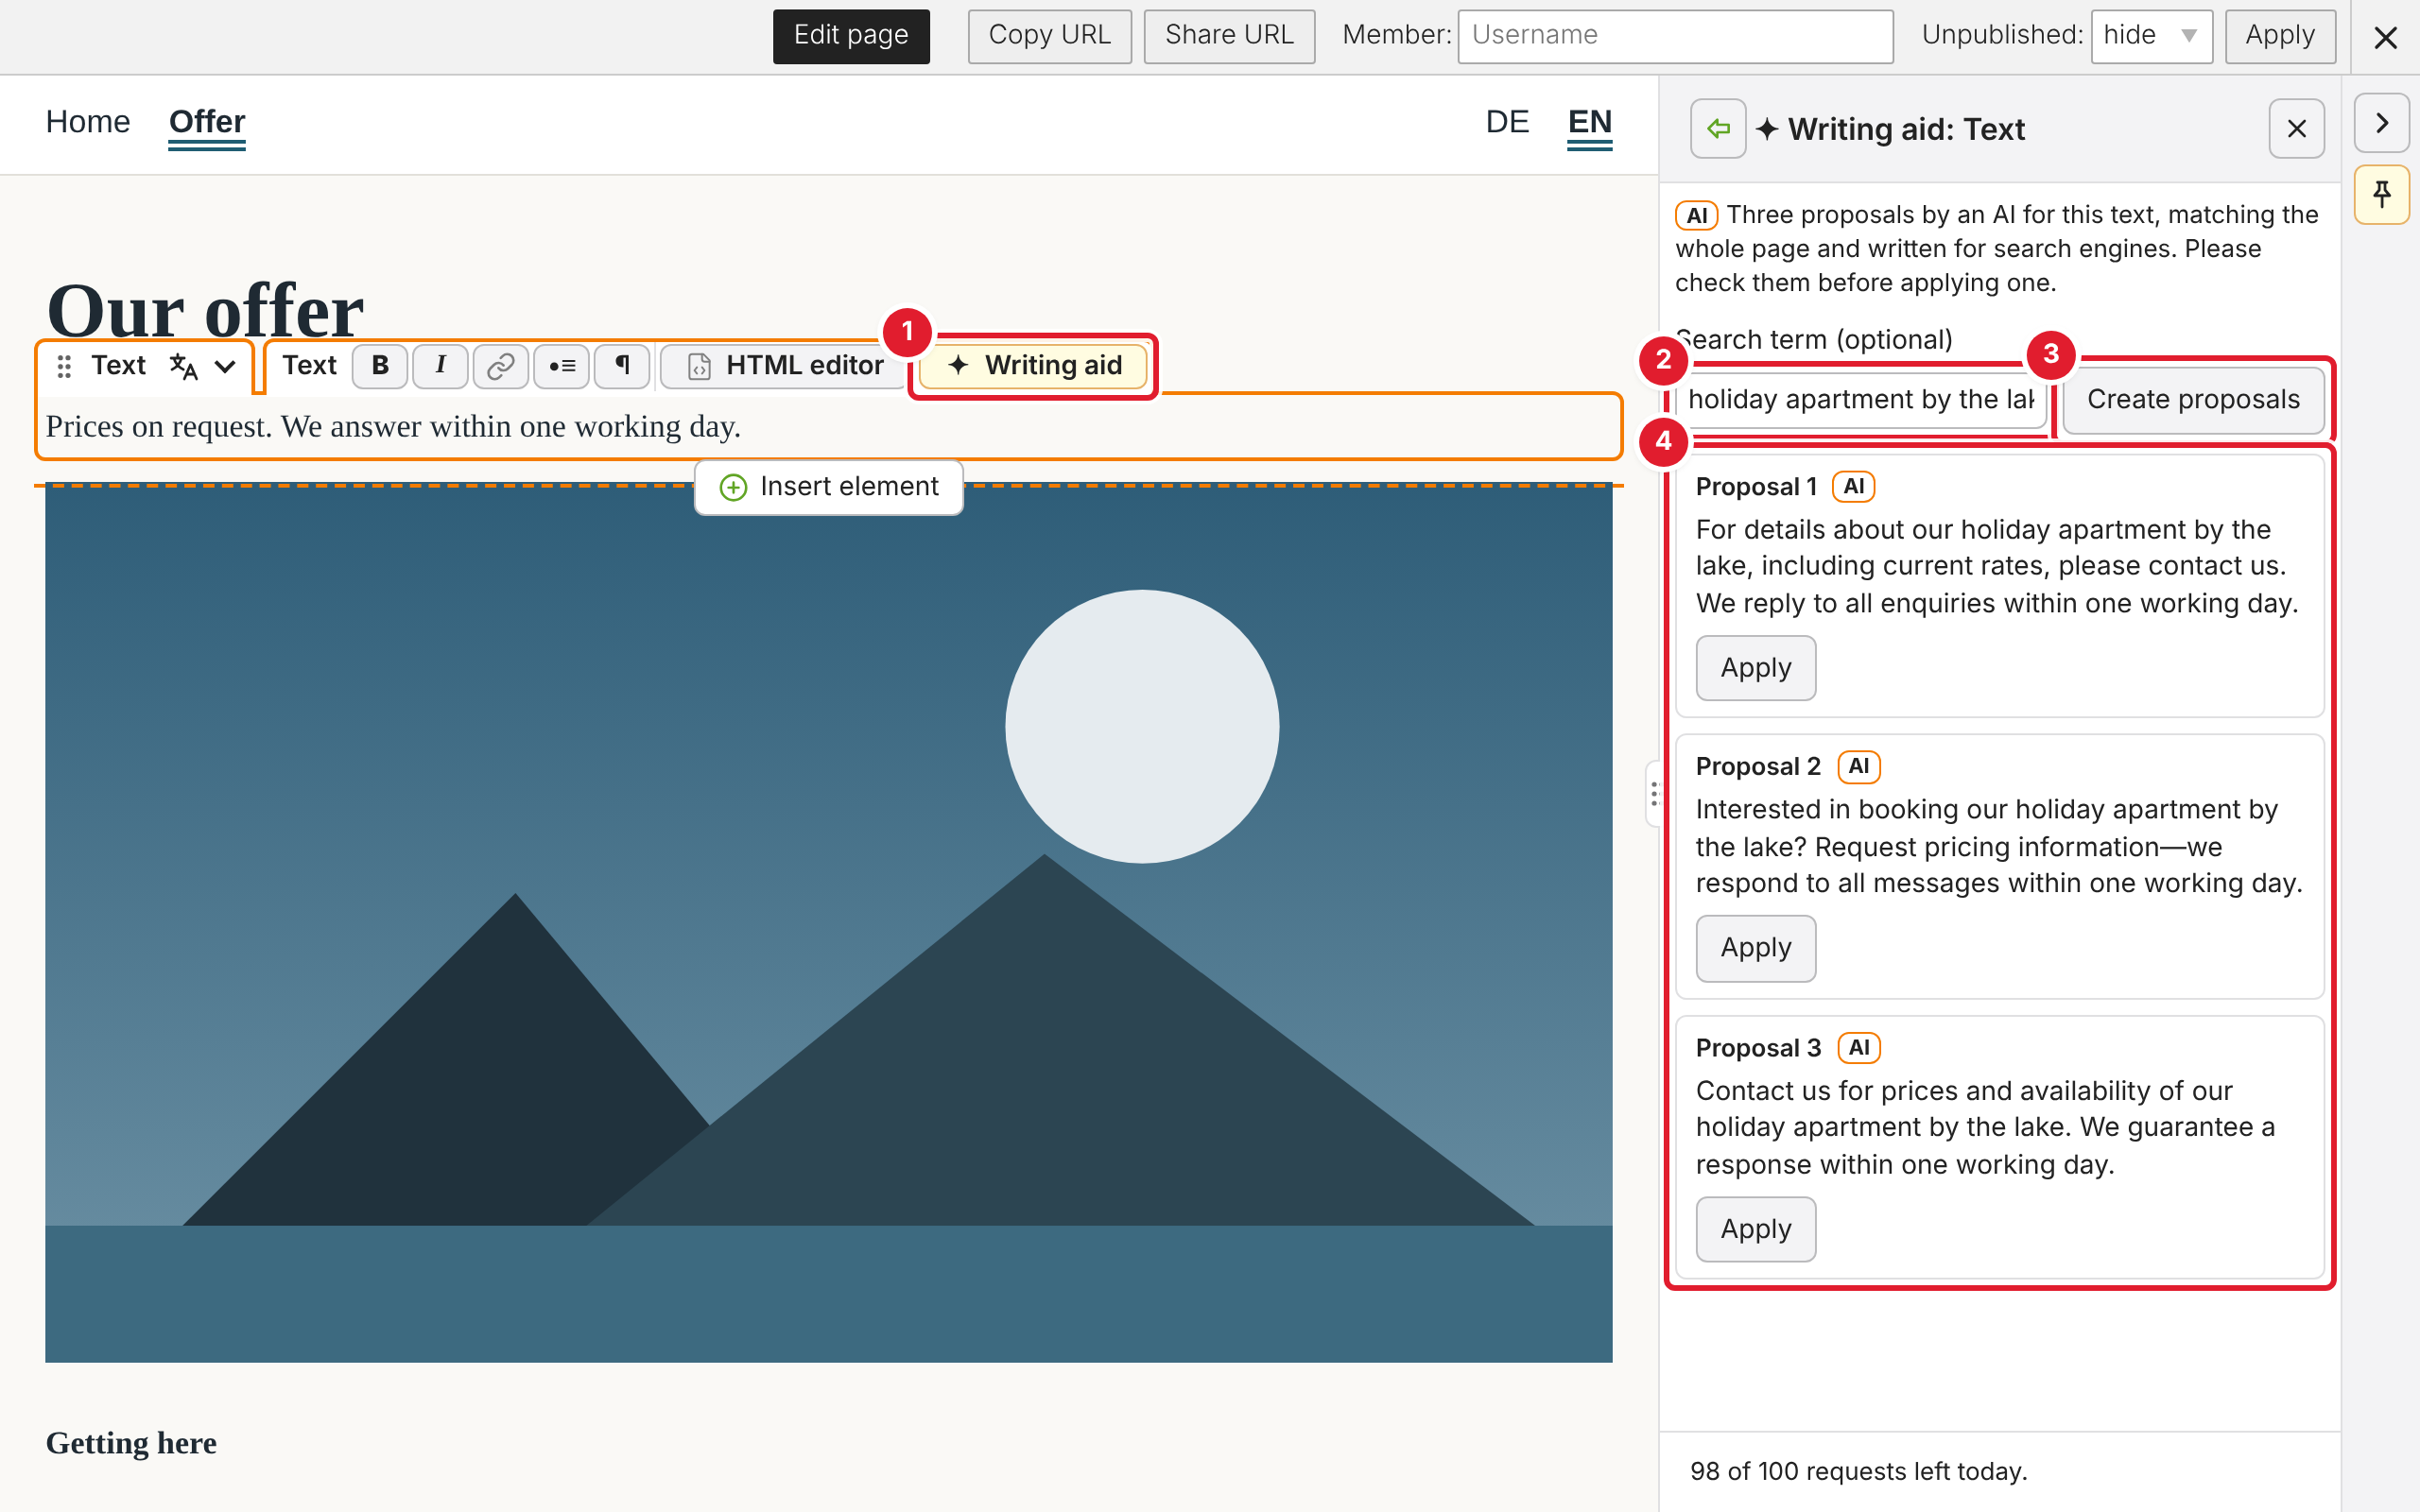 Edit page Copy URL Share URL Member: Username Unpublished: hide Apply
Home Offer DE EN
Our offer
Text Text B I ¶ HTML editor 1 Writing aid
Prices on request. We answer within one working day.
Insert element
Getting here
Writing aid: Text
AI Three proposals by an AI for this text, matching the
whole page and written for search engines. Please
check them before applying one.
Search term (optional)
2 holiday apartment by the lak 3 Create proposals
4
Proposal 1 AI
For details about our holiday apartment by the
lake, including current rates, please contact us.
We reply to all enquiries within one working day.
Apply
Proposal 2 AI
Interested in booking our holiday apartment by
the lake? Request pricing information—we
respond to all messages within one working day.
Apply
Proposal 3 AI
Contact us for prices and availability of our
holiday apartment by the lake. We guarantee a
response within one working day.
Apply
98 of 100 requests left today.